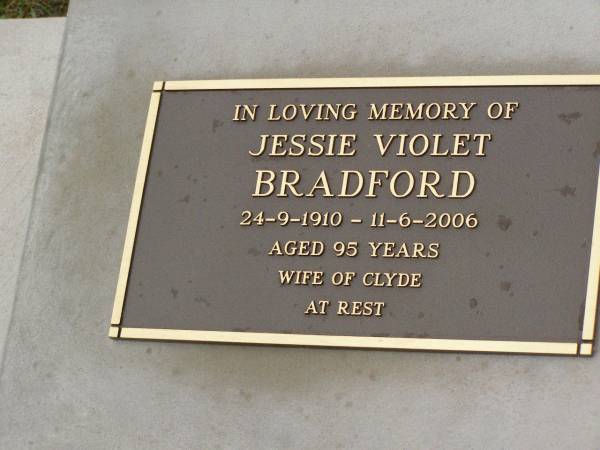 IN LOVING MEMORY OF
JESSIE VIOLET
BRADFORD
24-9-1910 - 11-6-2006
AGED 95 YEARS
WIFE OF CLYDE
AT REST